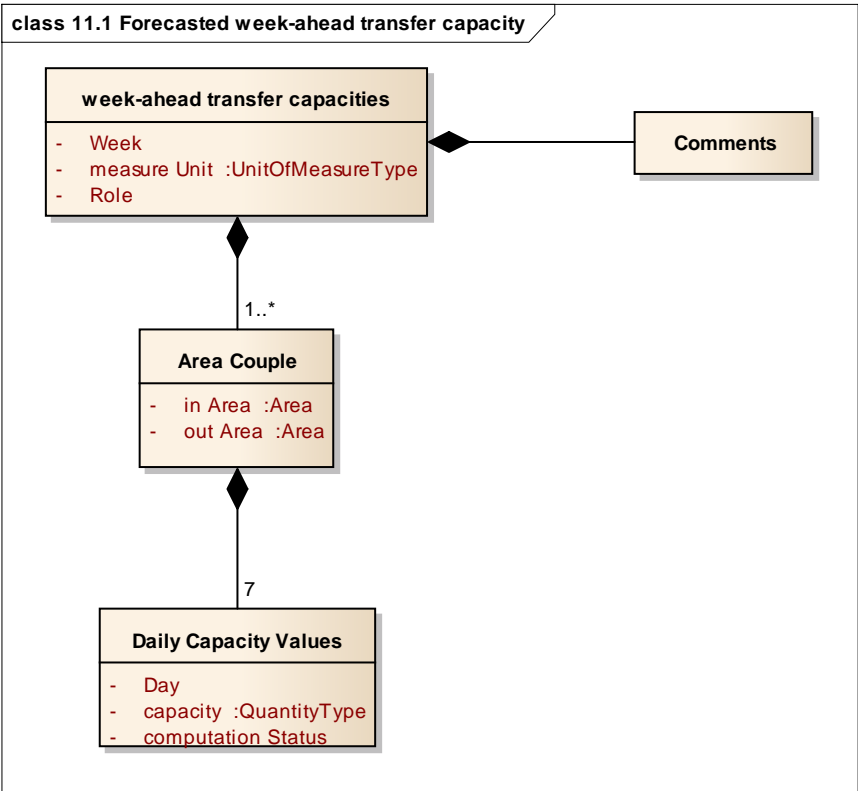 class 11.1 Forecasted week-ahead transfer capacity
week-ahead transfer capacities
- Week
- measure Unit :UnitOfMeasureType
- Role
Comments
1..*
Area Couple
- in Area :Area
- out Area :Area
7
Daily Capacity Values
- Day
- capacity :QuantityType
- computation Status